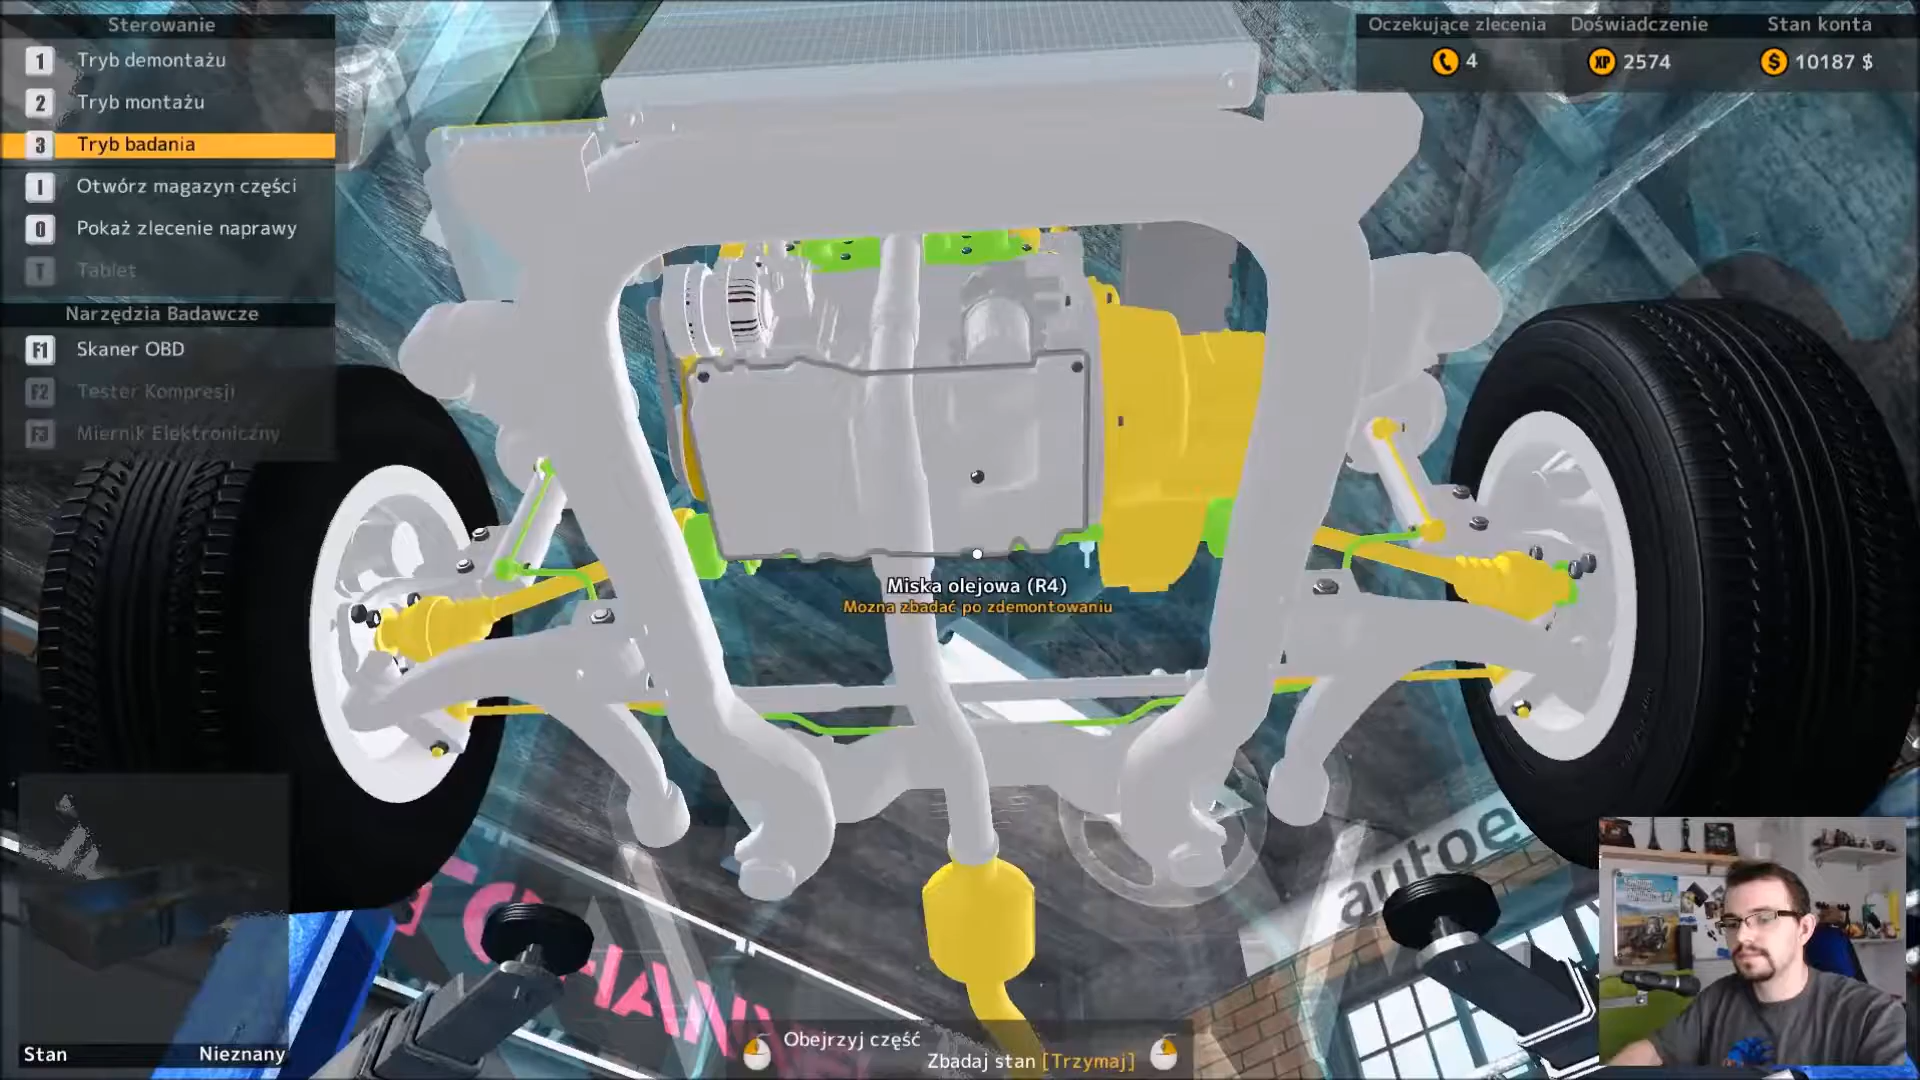 Sterowanie
1 Tryb demontażu
2 Tryb montażu
3 Tryb badania
I Otwórz magazyn części
O Pokaż zlecenie naprawy
T Tablet
Narzędzia Badawcze
F1 Skaner OBD
F2 Tester Kompresji
F3 Miernik Elektroniczny
Oczekujące zlecenia Doświadczenie Stan konta
4 XP 2574 $ 10187 $
Miska olejowa (R4)
Mozna zbadać po zdemontowaniu
autoe
Stan Nieznany
Obejrzyj część
Zbadaj stan [Trzymaj]